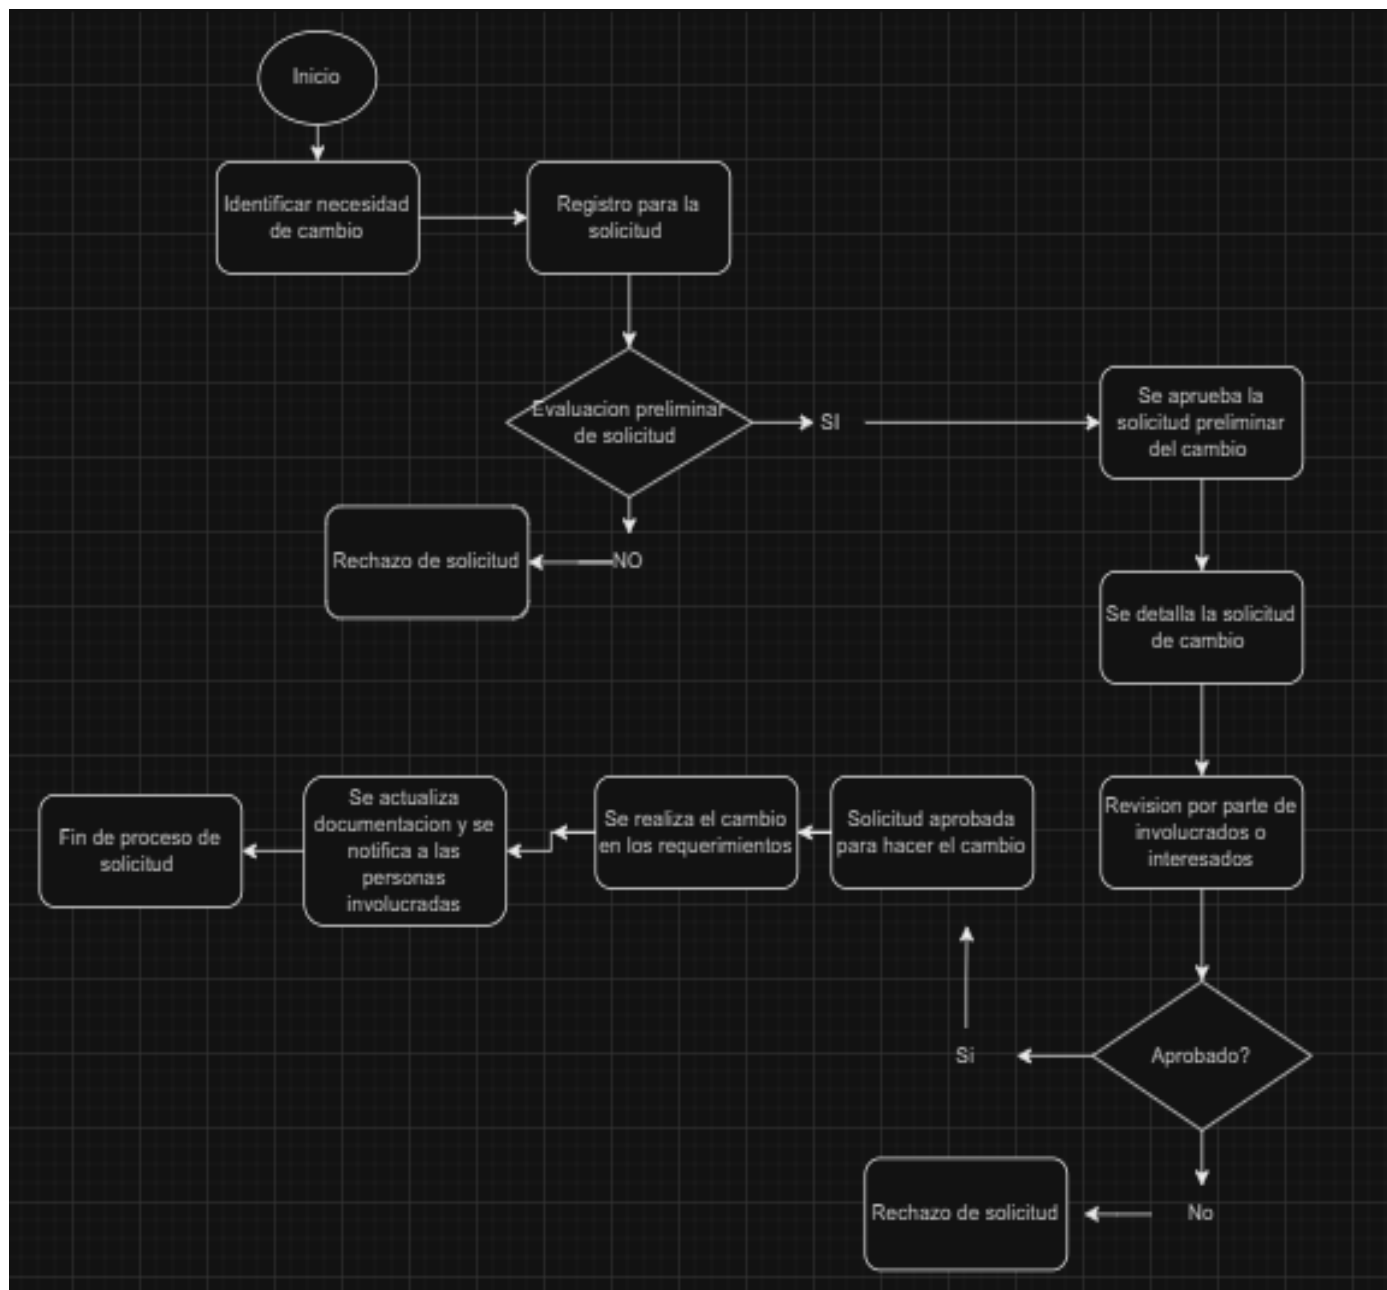 Inicio
Identificar necesidad
de cambio
Registro para la
solicitud
Evaluacion preliminar
de solicitud
SI
Se aprueba la
solicitud preliminar
del cambio
NO
Rechazo de solicitud
Se detalla la solicitud
de cambio
Revision por parte de
involucrados o
interesados
Aprobado?
Si
Solicitud aprobada
para hacer el cambio
Se realiza el cambio
en los requerimientos
Se actualiza
documentacion y se
notifica a las
personas
involucradas
Fin de proceso de
solicitud
No
Rechazo de solicitud